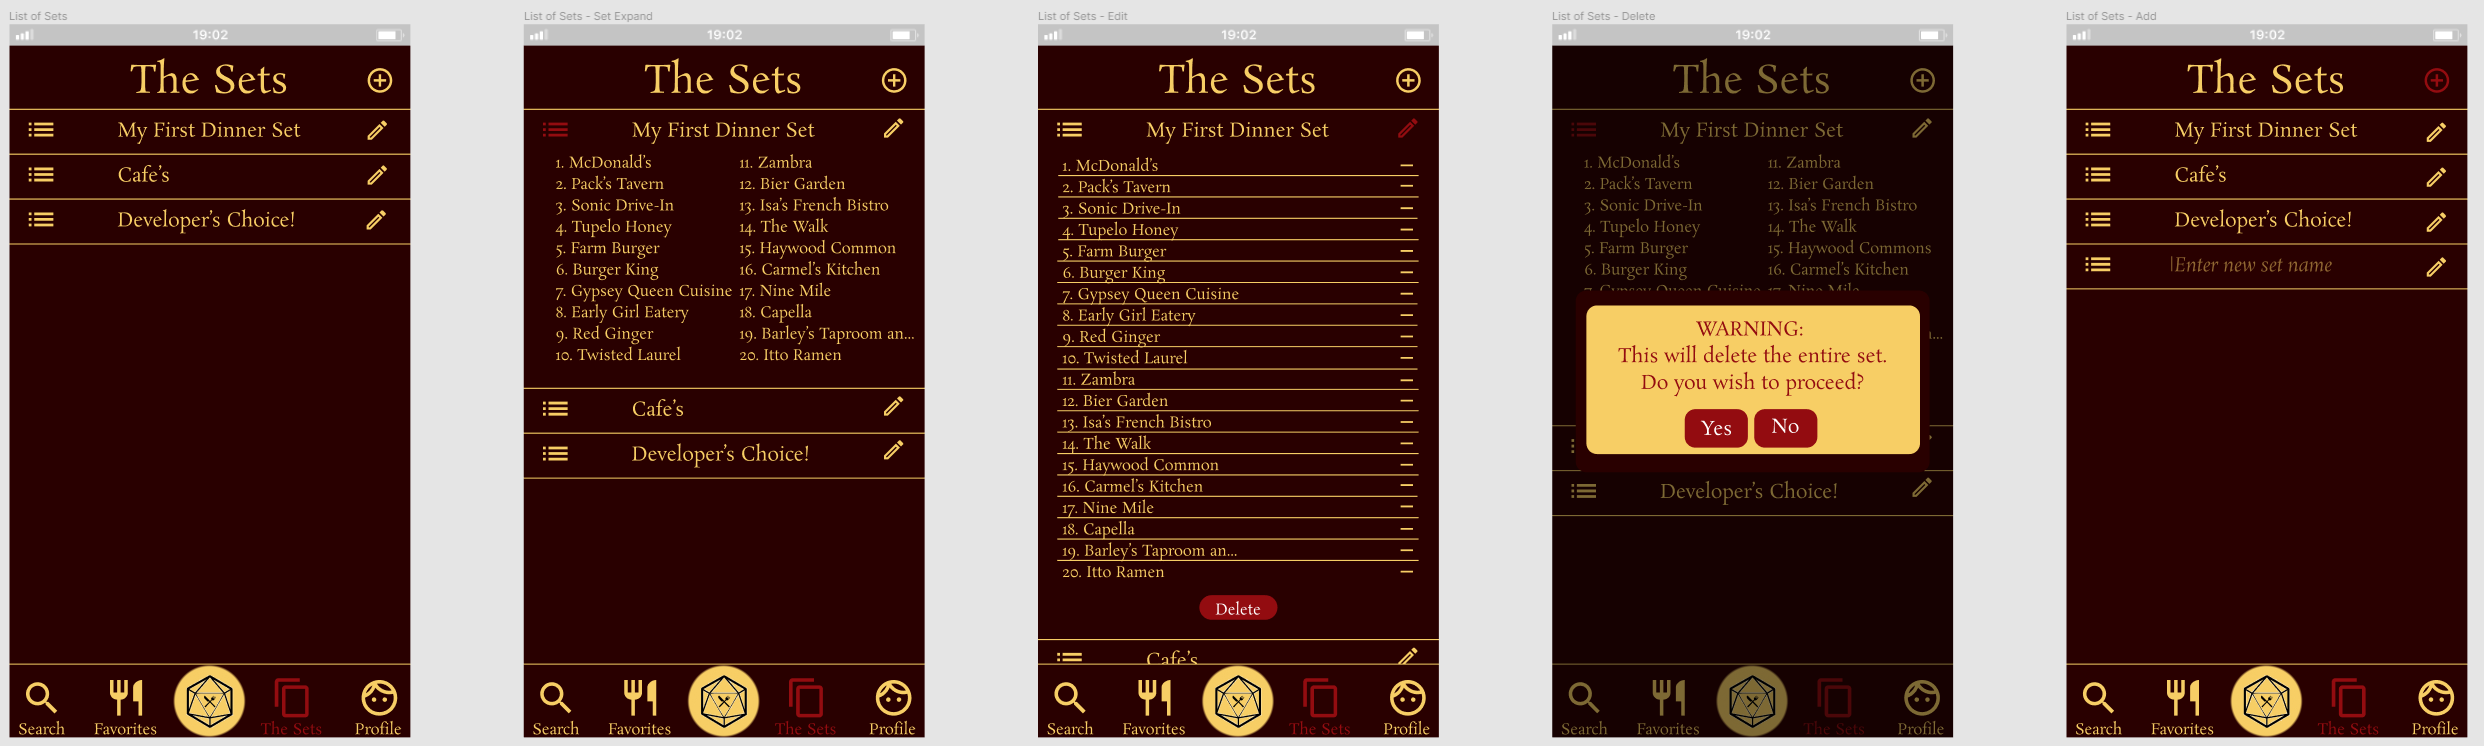 List of Sets
19:02
The Sets
My First Dinner Set
Cafe's
Developer's Choice!
Search
Favorites
The Sets
Profile
List of Sets - Set Expand
19:02
The Sets
My First Dinner Set
1. McDonald's
2. Pack's Tavern
3. Sonic Drive-In
4. Tupelo Honey
5. Farm Burger
6. Burger King
7. Gypsey Queen Cuisine
8. Early Girl Eatery
9. Red Ginger
10. Twisted Laurel
11. Zambra
12. Bier Garden
13. Isa's French Bistro
14. The Walk
15. Haywood Common
16. Carmel's Kitchen
17. Nine Mile
18. Capella
19. Barley's Taproom an...
20. Itto Ramen
Cafe's
Developer's Choice!
Search
Favorites
The Sets
Profile
List of Sets - Edit
19:02
The Sets
My First Dinner Set
1. McDonald's
2. Pack's Tavern
3. Sonic Drive-In
4. Tupelo Honey
5. Farm Burger
6. Burger King
7. Gypsey Queen Cuisine
8. Early Girl Eatery
9. Red Ginger
10. Twisted Laurel
11. Zambra
12. Bier Garden
13. Isa's French Bistro
14. The Walk
15. Haywood Common
16. Carmel's Kitchen
17. Nine Mile
18. Capella
19. Barley's Taproom an...
20. Itto Ramen
Delete
Cafe's
Search
Favorites
The Sets
Profile
List of Sets - Delete
19:02
The Sets
My First Dinner Set
1. McDonald's
2. Pack's Tavern
3. Sonic Drive-In
4. Tupelo Honey
5. Farm Burger
6. Burger King
7. Gypsey Queen Cuisine
11. Zambra
12. Bier Garden
13. Isa's French Bistro
14. The Walk
15. Haywood Commons
16. Carmel's Kitchen
17. Nine Mile
WARNING:
This will delete the entire set.
Do you wish to proceed?
Yes
No
Developer's Choice!
Search
Favorites
The Sets
Profile
List of Sets - Add
19:02
The Sets
My First Dinner Set
Cafe's
Developer's Choice!
Enter new set name
Search
Favorites
The Sets
Profile